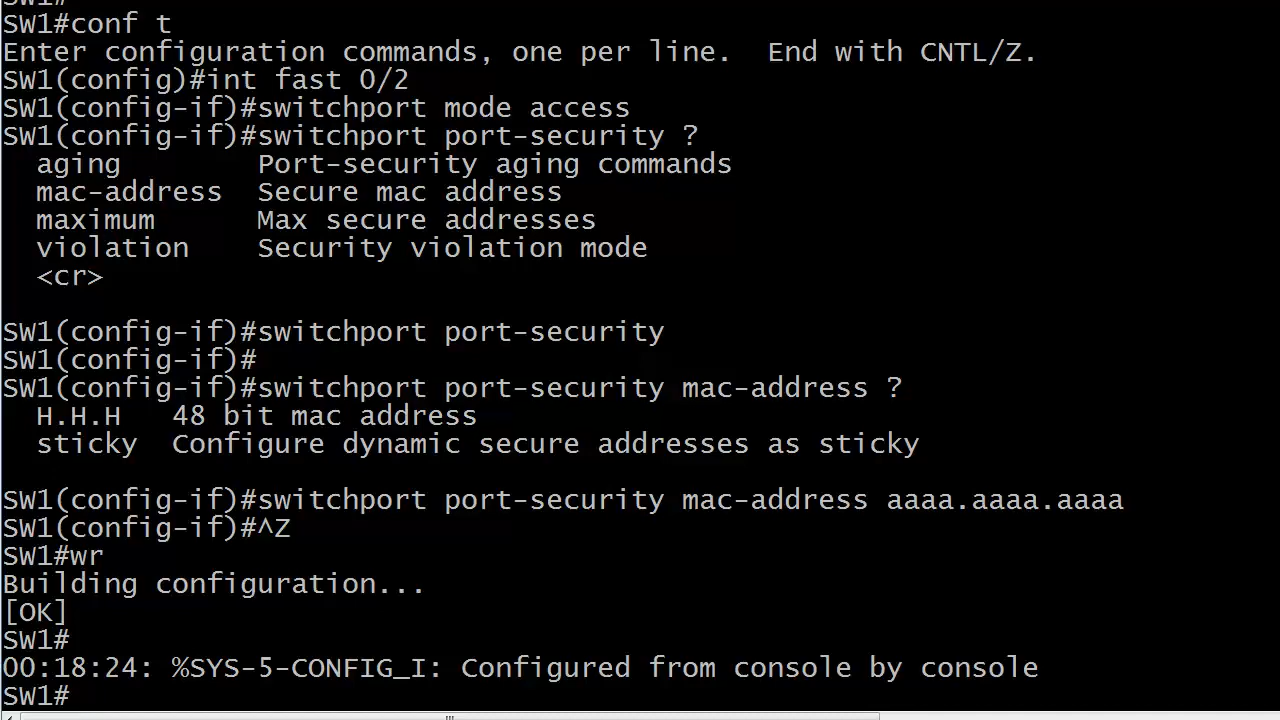 SW1#
SW1#conf t
Enter configuration commands, one per line.  End with CNTL/Z.
SW1(config)#int fast 0/2
SW1(config-if)#switchport mode access
SW1(config-if)#switchport port-security ?
  aging        Port-security aging commands
  mac-address  Secure mac address
  maximum      Max secure addresses
  violation    Security violation mode
  <cr>

SW1(config-if)#switchport port-security
SW1(config-if)#
SW1(config-if)#switchport port-security mac-address ?
  H.H.H   48 bit mac address
  sticky  Configure dynamic secure addresses as sticky

SW1(config-if)#switchport port-security mac-address aaaa.aaaa.aaaa
SW1(config-if)#^Z
SW1#wr
Building configuration...
[OK]
SW1#
00:18:24: %SYS-5-CONFIG_I: Configured from console by console
SW1#